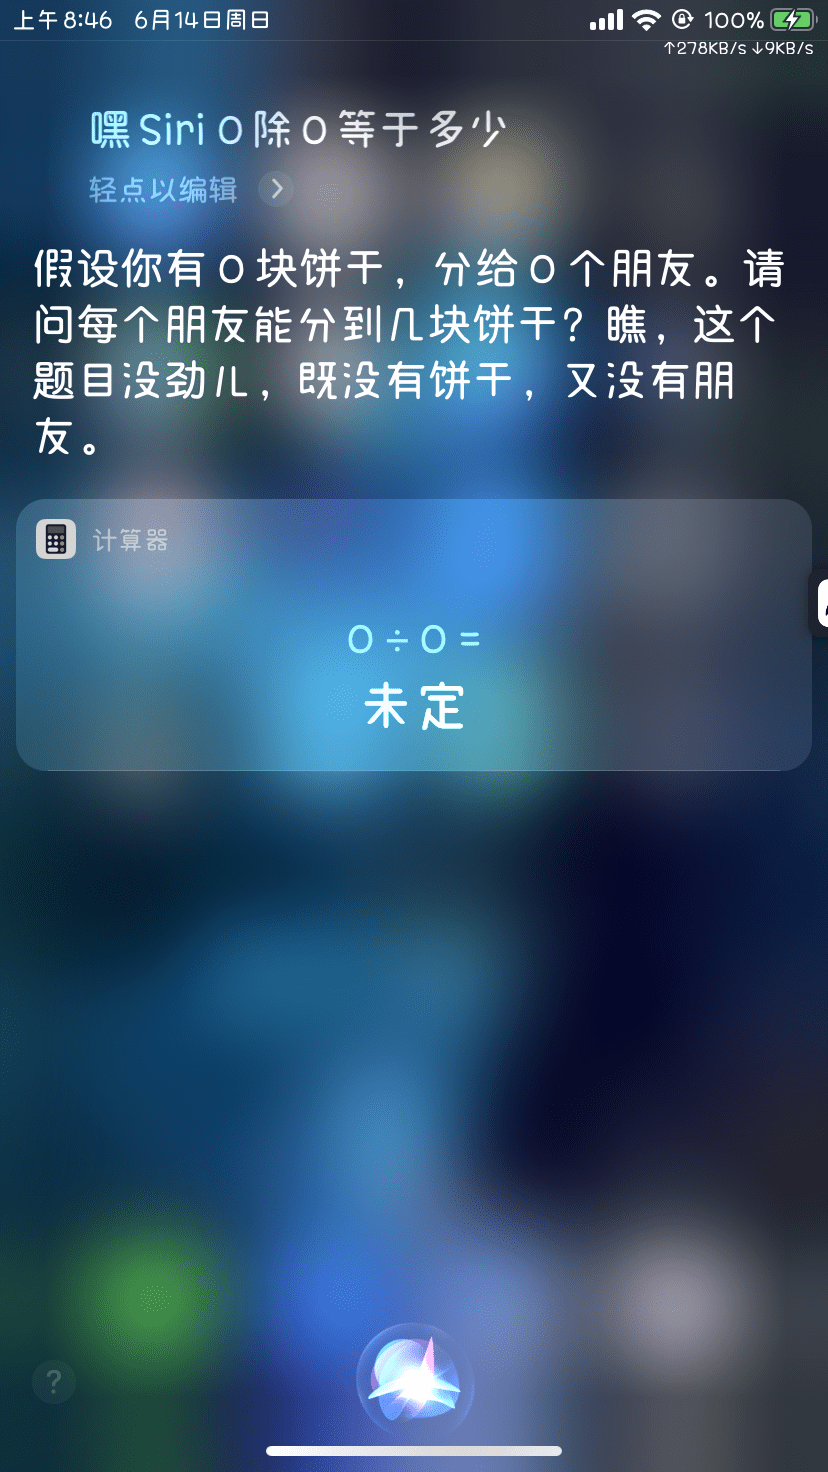 上午8:46 6月14日周日 100%
↑278KB/s ↓9KB/s
嘿Siri 0除0等于多少
轻点以编辑
假设你有0块饼干，分给0个朋友。请
问每个朋友能分到几块饼干？瞧，这个
题目没劲儿，既没有饼干，又没有朋
友。
计算器
0÷0=
未定
?